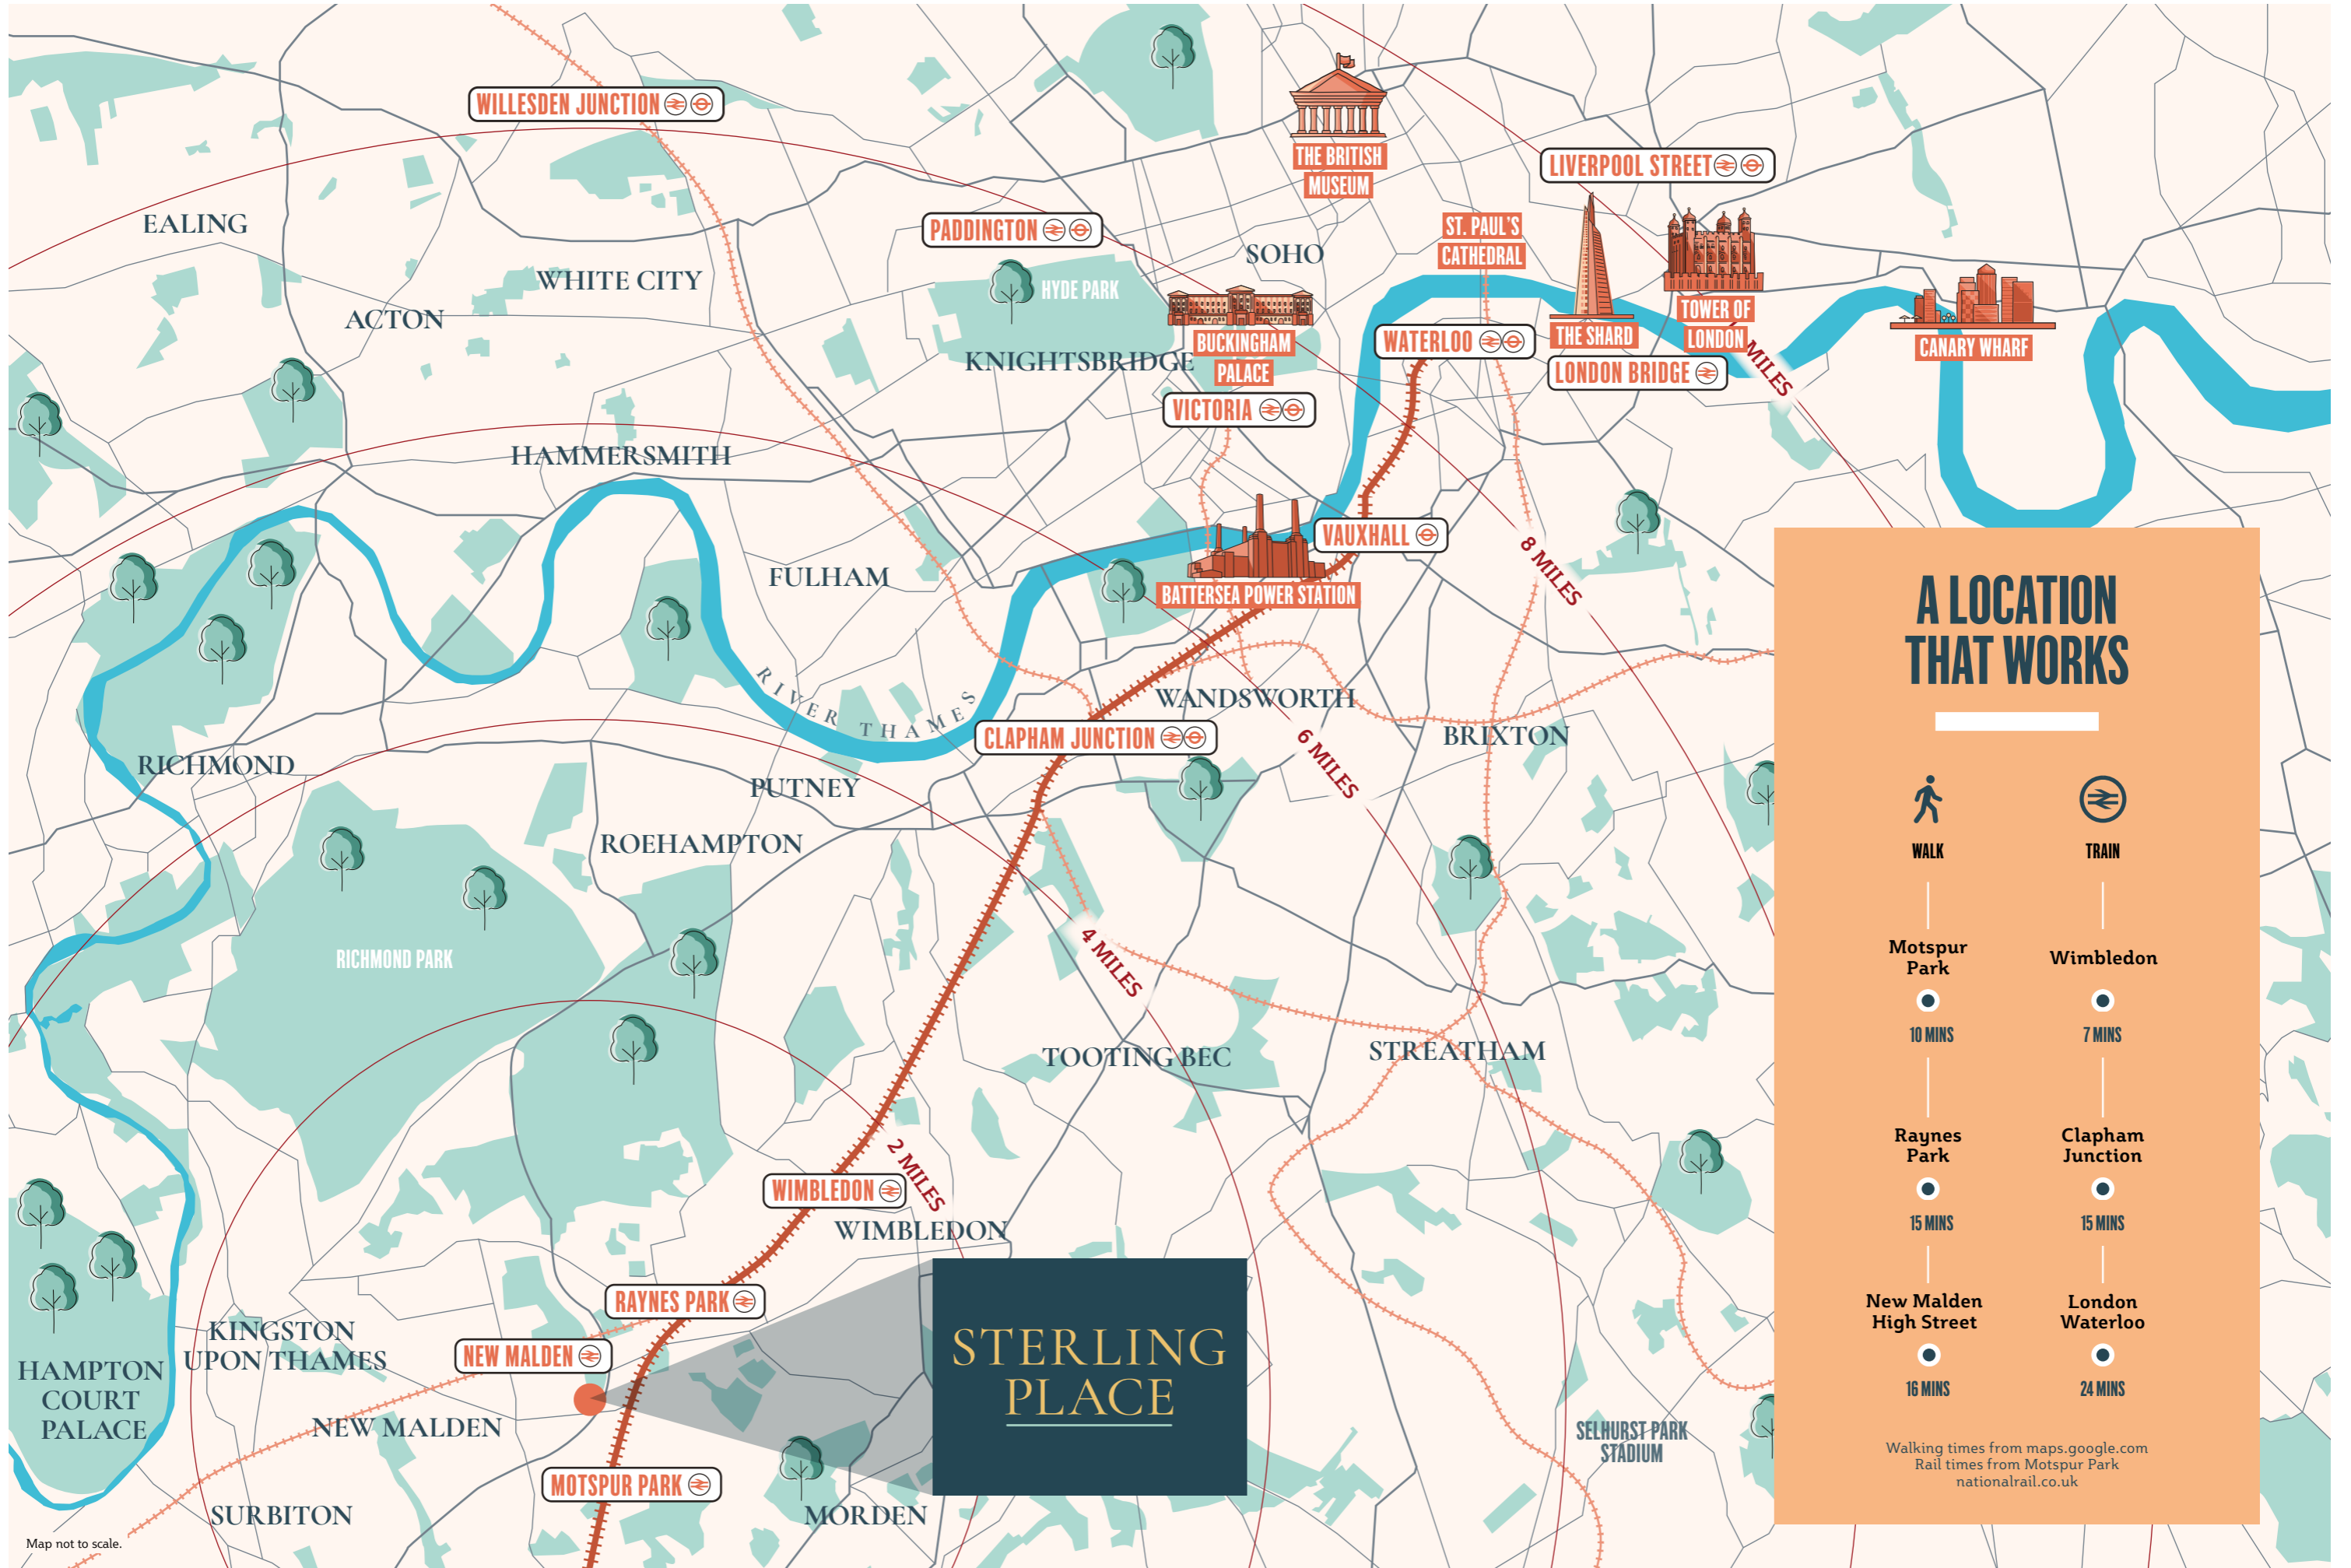 WILLESDEN JUNCTION
THE BRITISH
MUSEUM
LIVERPOOL STREET
EALING
PADDINGTON
ST. PAUL'S
CATHEDRAL
SOHO
WHITE CITY
HYDE PARK
ACTON
TOWER OF
LONDON
THE SHARD
WATERLOO
BUCKINGHAM
PALACE
CANARY WHARF
KNIGHTSBRIDGE
LONDON BRIDGE
MILES
VICTORIA
HAMMERSMITH
VAUXHALL
8 MILES
FULHAM
BATTERSEA POWER STATION
RIVER THAMES
WANDSWORTH
CLAPHAM JUNCTION
BRIXTON
6 MILES
RICHMOND
PUTNEY
ROEHAMPTON
RICHMOND PARK
4 MILES
TOOTING BEC
STREATHAM
2 MILES
WIMBLEDON
WIMBLEDON
RAYNES PARK
KINGSTON
UPON THAMES
NEW MALDEN
HAMPTON
COURT
PALACE
NEW MALDEN
STERLING
PLACE
SELHURST PARK
STADIUM
MOTSPUR PARK
SURBITON
MORDEN
Map not to scale.
A LOCATION
THAT WORKS
WALK
Motspur
Park
10 MINS
Raynes
Park
15 MINS
New Malden
High Street
16 MINS
TRAIN
Wimbledon
7 MINS
Clapham
Junction
15 MINS
London
Waterloo
24 MINS
Walking times from maps.google.com
Rail times from Motspur Park
nationalrail.co.uk